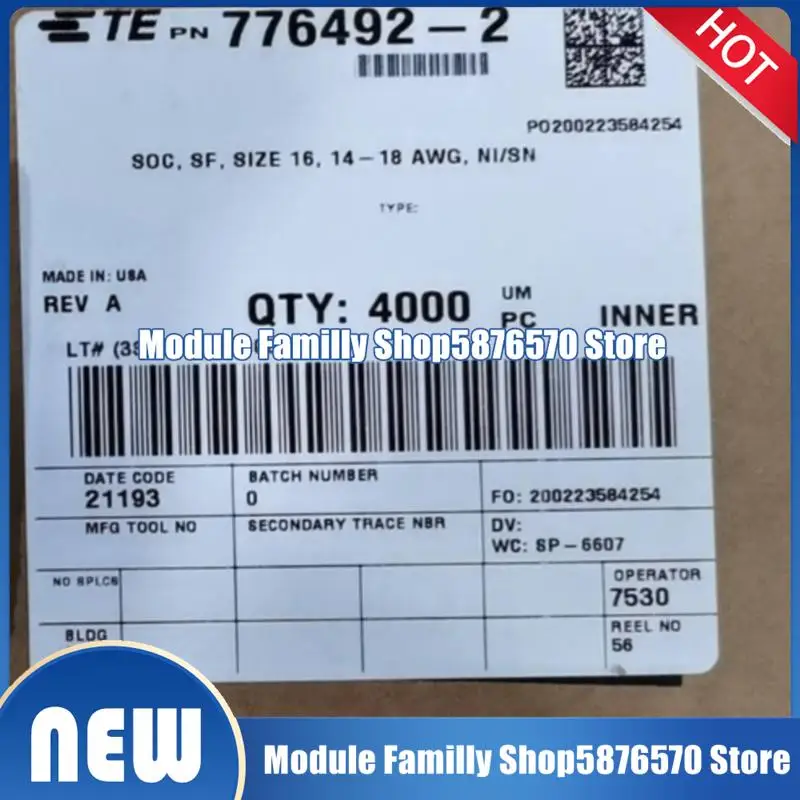 HOT
TE PN 776492-2
PO200223584254
SOC, SF, SIZE 16, 14-18 AWG, NI/SN
TYPE:
MADE IN: USA
REV A
QTY: 4000
UM
PC
INNER
LT# (3S
Module Familly Shop5876570 Store
DATE CODE
21193
BATCH NUMBER
0
FO: 200223584254
MFG TOOL NO
SECONDARY TRACE NBR
DV:
WC: SP-6607
NO SPLCS
OPERATOR
7530
BLDG
REEL NO
56
NEW
Module Familly Shop5876570 Store